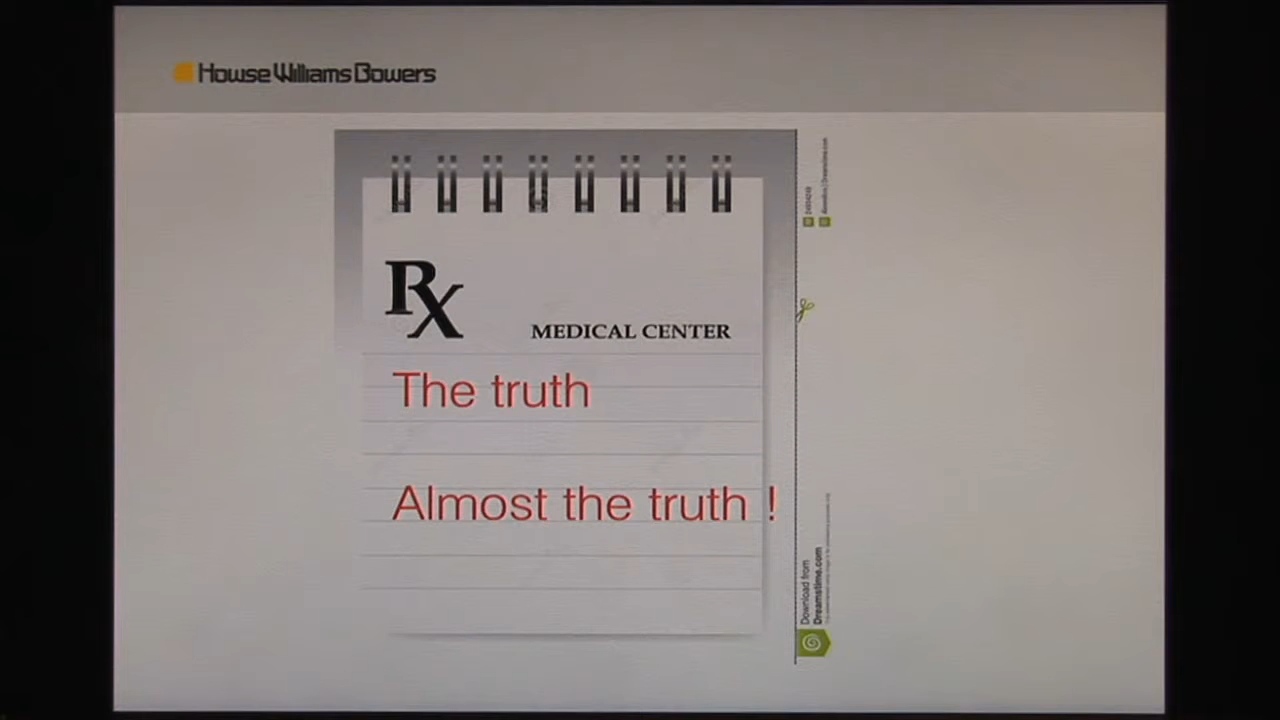 Howse Williams Bowers
Rx
MEDICAL CENTER
The truth
Almost the truth !
Download from
Dreamstime.com